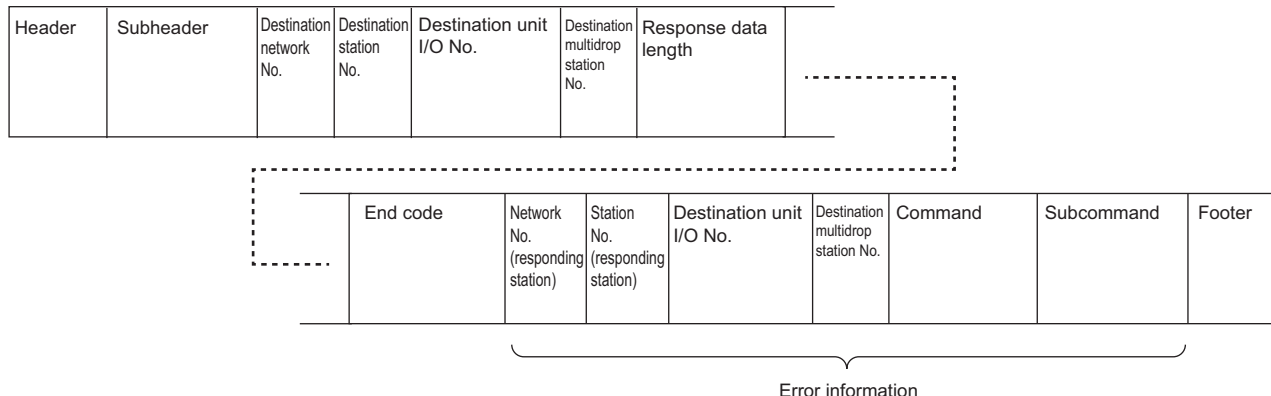 Header
Subheader
Destination
network
No.
Destination
station
No.
Destination unit
I/O No.
Destination
multidrop
station
No.
Response data
length
End code
Network
No.
(responding
station)
Station
No.
(responding
station)
Destination unit
I/O No.
Destination
multidrop
station No.
Command
Subcommand
Footer
Error information